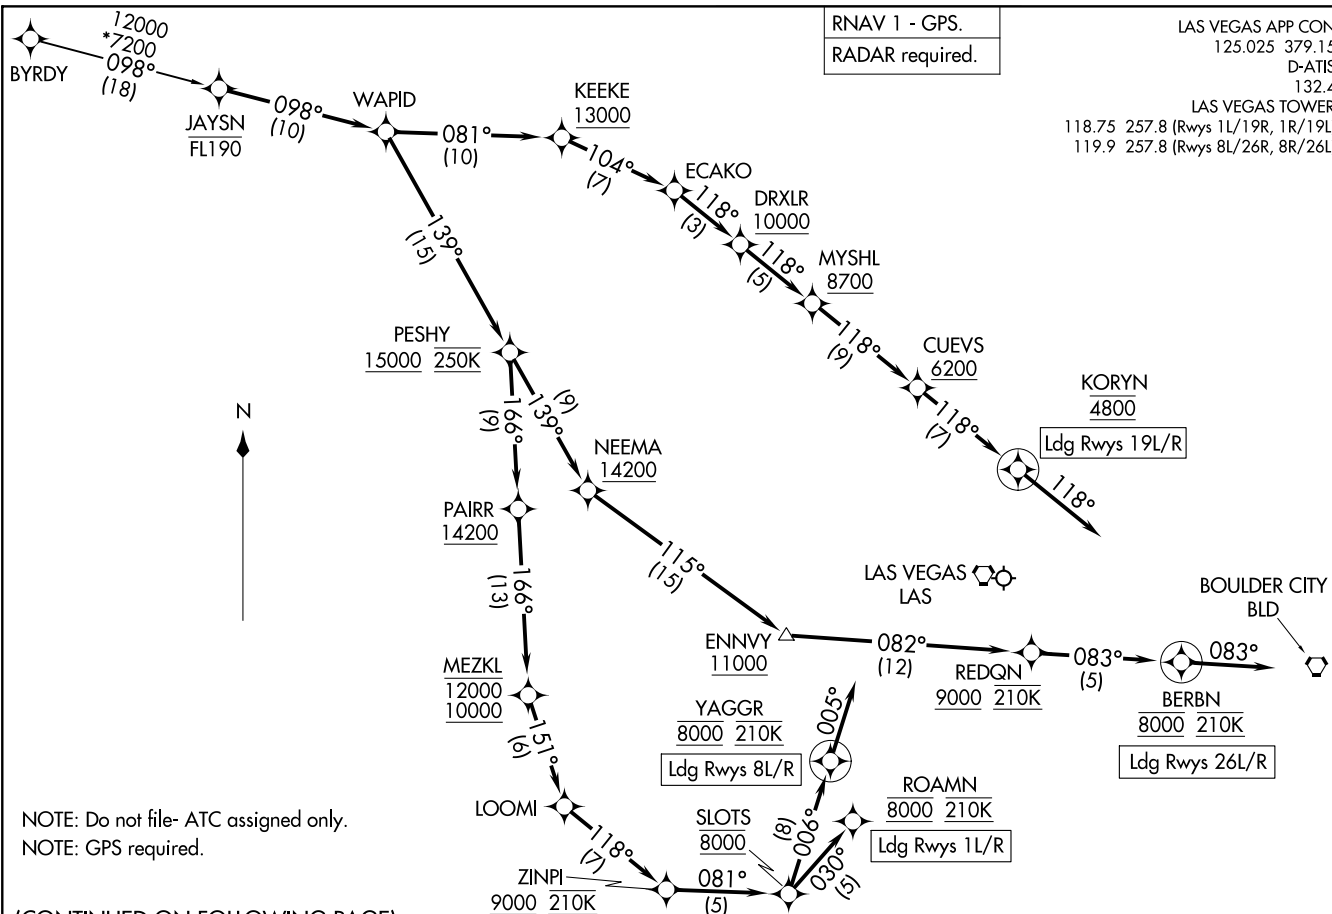 RNAV 1 - GPS.
RADAR required.
LAS VEGAS APP CON
125.025 379.15
D-ATIS
132.4
LAS VEGAS TOWER
118.75 257.8 (Rwys 1L/19R, 1R/19L
119.9 257.8 (Rwys 8L/26R, 8R/26L
BYRDY
12000
*7200
098°
(18)
JAYSN
FL190
098°
(10)
WAPID
081°
(10)
KEEKE
13000
104°
(7)
ECAKO
118°
(3)
DRXLR
10000
118°
(5)
MYSHL
8700
118°
(9)
CUEVS
6200
118°
(7)
KORYN
4800
Ldg Rwys 19L/R
118°
139°
(15)
PESHY
15000 250K
166°
(9)
139°
(9)
N
NEEMA
14200
PAIRR
14200
115°
(15)
166°
(13)
LAS VEGAS
LAS
BOULDER CITY
BLD
ENNVY
11000
082°
(12)
REDQN
9000 210K
083°
(5)
083°
BERBN
8000 210K
Ldg Rwys 26L/R
MEZKL
12000
10000
151°
(6)
YAGGR
8000 210K
Ldg Rwys 8L/R
005°
LOOMI
118°
(7)
SLOTS
8000
006°
(8)
ROAMN
8000 210K
Ldg Rwys 1L/R
030°
(5)
ZINPI
9000 210K
081°
(5)
NOTE: Do not file- ATC assigned only.
NOTE: GPS required.
(CONTINUED ON FOLLOWING PAGE)